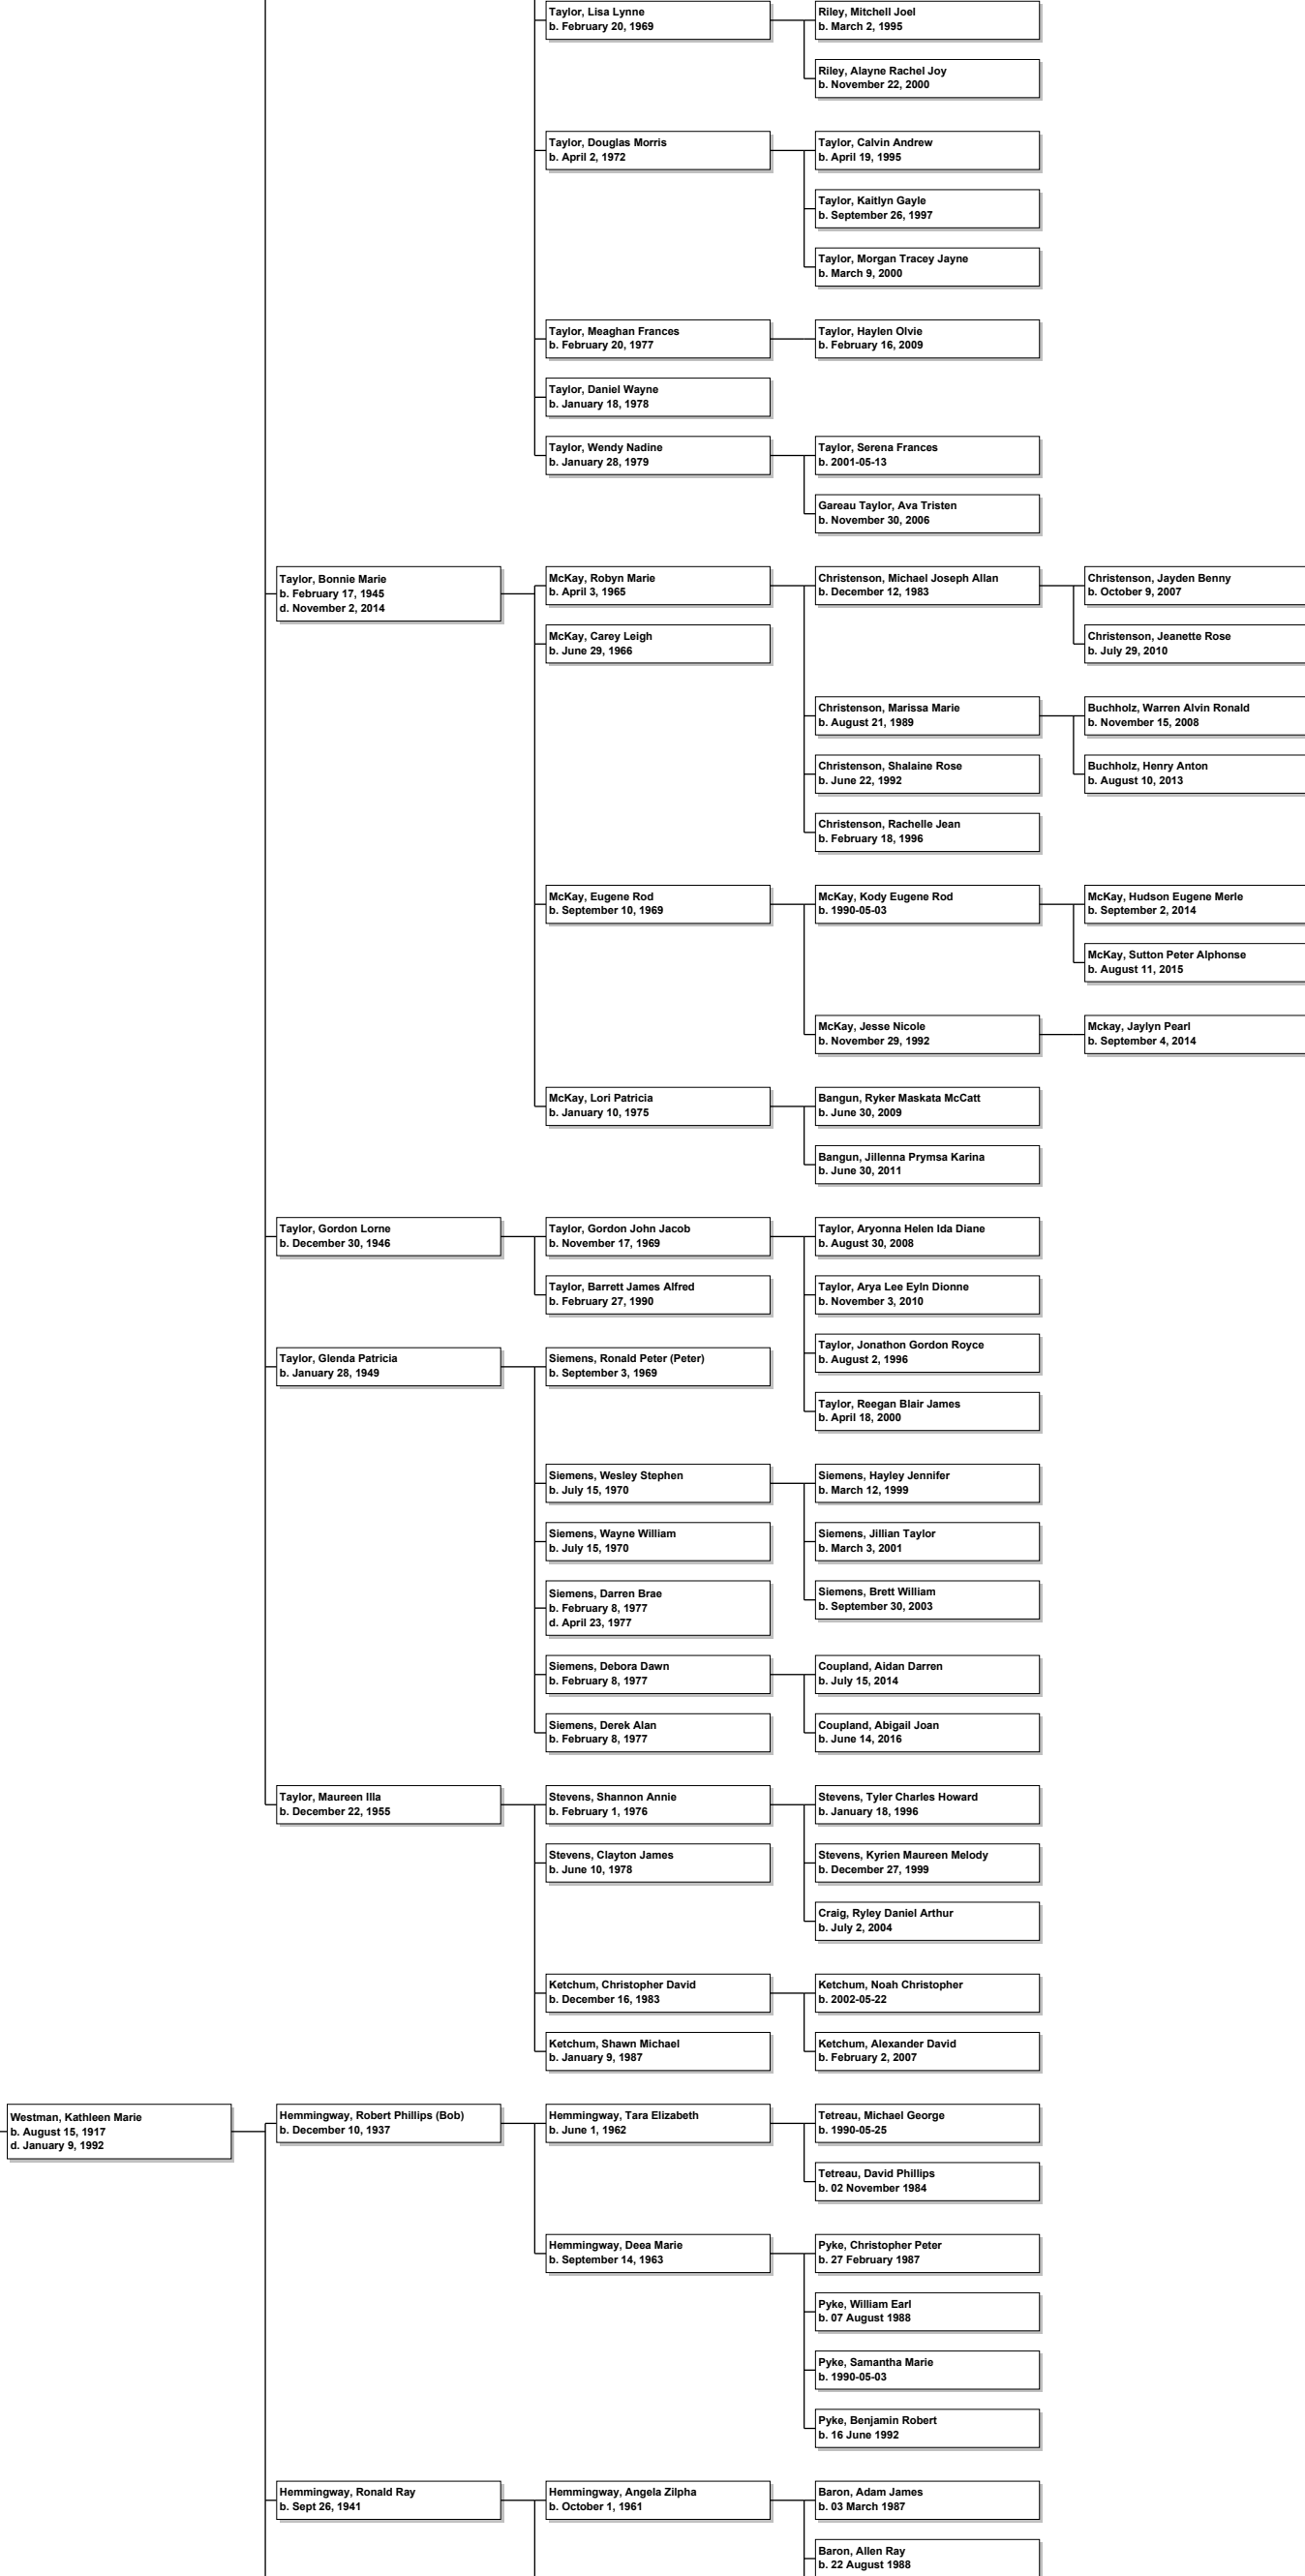 Taylor, Lisa Lynne
b. February 20, 1969
Riley, Mitchell Joel
b. March 2, 1995
Riley, Alayne Rachel Joy
b. November 22, 2000
Taylor, Douglas Morris
b. April 2, 1972
Taylor, Calvin Andrew
b. April 19, 1995
Taylor, Kaitlyn Gayle
b. September 26, 1997
Taylor, Morgan Tracey Jayne
b. March 9, 2000
Taylor, Meaghan Frances
b. February 20, 1977
Taylor, Haylen Olvie
b. February 16, 2009
Taylor, Daniel Wayne
b. January 18, 1978
Taylor, Wendy Nadine
b. January 28, 1979
Taylor, Serena Frances
b. 2001-05-13
Gareau Taylor, Ava Tristen
b. November 30, 2006
Taylor, Bonnie Marie
b. February 17, 1945
d. November 2, 2014
McKay, Robyn Marie
b. April 3, 1965
Christenson, Michael Joseph Allan
b. December 12, 1983
Christenson, Jayden Benny
b. October 9, 2007
McKay, Carey Leigh
b. June 29, 1966
Christenson, Jeanette Rose
b. July 29, 2010
Christenson, Marissa Marie
b. August 21, 1989
Buchholz, Warren Alvin Ronald
b. November 15, 2008
Christenson, Shalaine Rose
b. June 22, 1992
Buchholz, Henry Anton
b. August 10, 2013
Christenson, Rachelle Jean
b. February 18, 1996
McKay, Eugene Rod
b. September 10, 1969
McKay, Kody Eugene Rod
b. 1990-05-03
McKay, Hudson Eugene Merle
b. September 2, 2014
McKay, Sutton Peter Alphonse
b. August 11, 2015
McKay, Jesse Nicole
b. November 29, 1992
Mckay, Jaylyn Pearl
b. September 4, 2014
McKay, Lori Patricia
b. January 10, 1975
Bangun, Ryker Maskata McCatt
b. June 30, 2009
Bangun, Jillenna Prymsa Karina
b. June 30, 2011
Taylor, Gordon Lorne
b. December 30, 1946
Taylor, Gordon John Jacob
b. November 17, 1969
Taylor, Aryonna Helen Ida Diane
b. August 30, 2008
Taylor, Barrett James Alfred
b. February 27, 1990
Taylor, Arya Lee Eyln Dionne
b. November 3, 2010
Taylor, Glenda Patricia
b. January 28, 1949
Siemens, Ronald Peter (Peter)
b. September 3, 1969
Taylor, Jonathon Gordon Royce
b. August 2, 1996
Taylor, Reegan Blair James
b. April 18, 2000
Siemens, Wesley Stephen
b. July 15, 1970
Siemens, Hayley Jennifer
b. March 12, 1999
Siemens, Wayne William
b. July 15, 1970
Siemens, Jillian Taylor
b. March 3, 2001
Siemens, Darren Brae
b. February 8, 1977
d. April 23, 1977
Siemens, Brett William
b. September 30, 2003
Siemens, Debora Dawn
b. February 8, 1977
Coupland, Aidan Darren
b. July 15, 2014
Siemens, Derek Alan
b. February 8, 1977
Coupland, Abigail Joan
b. June 14, 2016
Taylor, Maureen Illa
b. December 22, 1955
Stevens, Shannon Annie
b. February 1, 1976
Stevens, Tyler Charles Howard
b. January 18, 1996
Stevens, Clayton James
b. June 10, 1978
Stevens, Kyrien Maureen Melody
b. December 27, 1999
Craig, Ryley Daniel Arthur
b. July 2, 2004
Ketchum, Christopher David
b. December 16, 1983
Ketchum, Noah Christopher
b. 2002-05-22
Ketchum, Shawn Michael
b. January 9, 1987
Ketchum, Alexander David
b. February 2, 2007
Westman, Kathleen Marie
b. August 15, 1917
d. January 9, 1992
Hemmingway, Robert Phillips (Bob)
b. December 10, 1937
Hemmingway, Tara Elizabeth
b. June 1, 1962
Tetreau, Michael George
b. 1990-05-25
Tetreau, David Phillips
b. 02 November 1984
Hemmingway, Deea Marie
b. September 14, 1963
Pyke, Christopher Peter
b. 27 February 1987
Pyke, William Earl
b. 07 August 1988
Pyke, Samantha Marie
b. 1990-05-03
Pyke, Benjamin Robert
b. 16 June 1992
Hemmingway, Ronald Ray
b. Sept 26, 1941
Hemmingway, Angela Zilpha
b. October 1, 1961
Baron, Adam James
b. 03 March 1987
Baron, Allen Ray
b. 22 August 1988